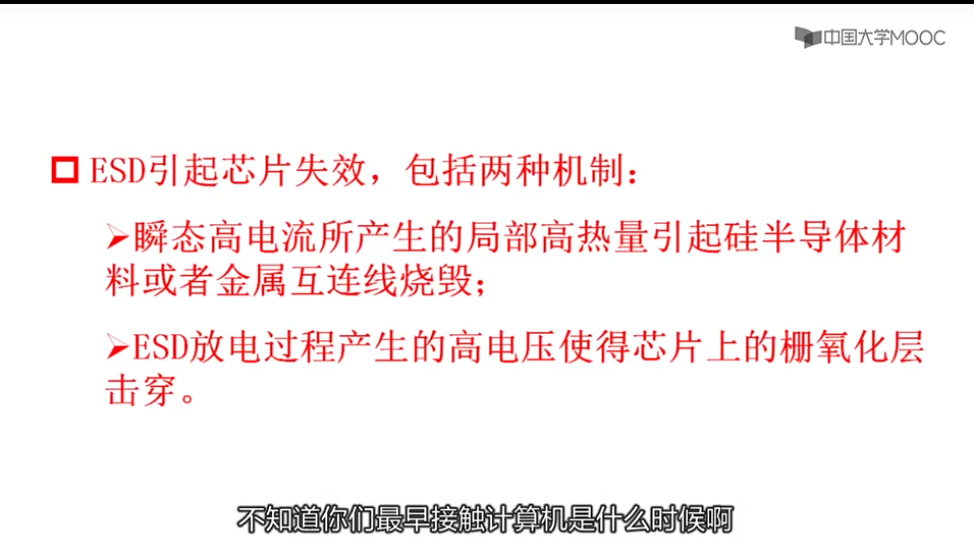 中国大学MOOC
ESD引起芯片失效，包括两种机制：
➢瞬态高电流所产生的局部高热量引起硅半导体材
料或者金属互连线烧毁；
➢ESD放电过程产生的高电压使得芯片上的栅氧化层
击穿。
不知道你们最早接触计算机是什么时候啊